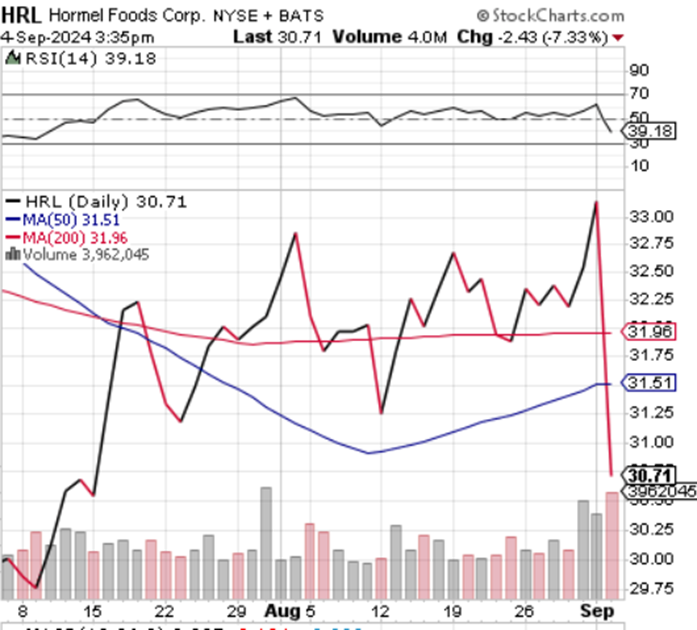 HRL Hormel Foods Corp. NYSE + BATS © StockCharts.com
4-Sep-2024 3:35pm Last 30.71 Volume 4.0M Chg -2.43 (-7.33%)
RSI(14) 39.18
90
70
50
39.18
30
10
HRL (Daily) 30.71
MA(50) 31.51
MA(200) 31.96
Volume 3,962,045
33.00
32.75
32.50
32.25
31.96
31.75
31.51
31.25
31.00
30.71
3962045
30.25
30.00
29.75
8 15 22 29 Aug 5 12 19 26 Sep